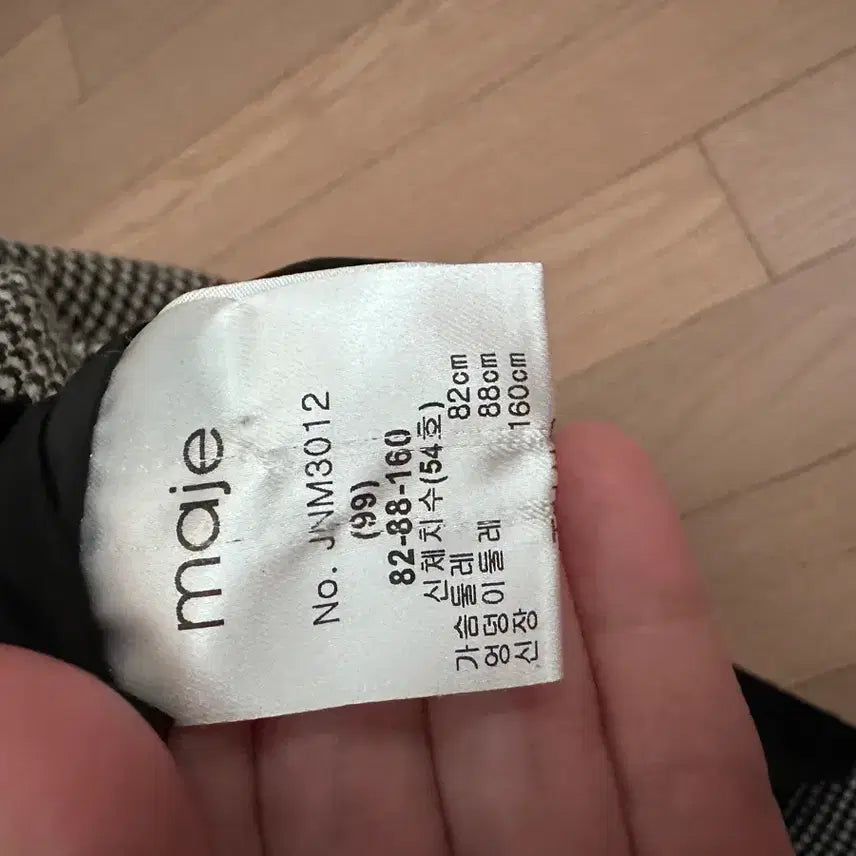 maje
No. JNM3012
(99)
82-88-160
신체치수(54호)
가슴둘레 82cm
엉덩이둘레 88cm
신장 160cm